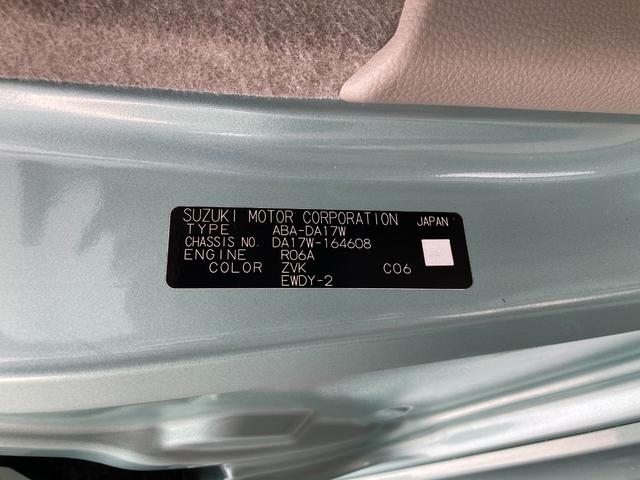 SUZUKI MOTOR CORPORATION JAPAN
TYPE ABA-DA17W
CHASSIS NO. DA17W-164608
ENGINE R06A
COLOR ZVK C06
EWDY-2